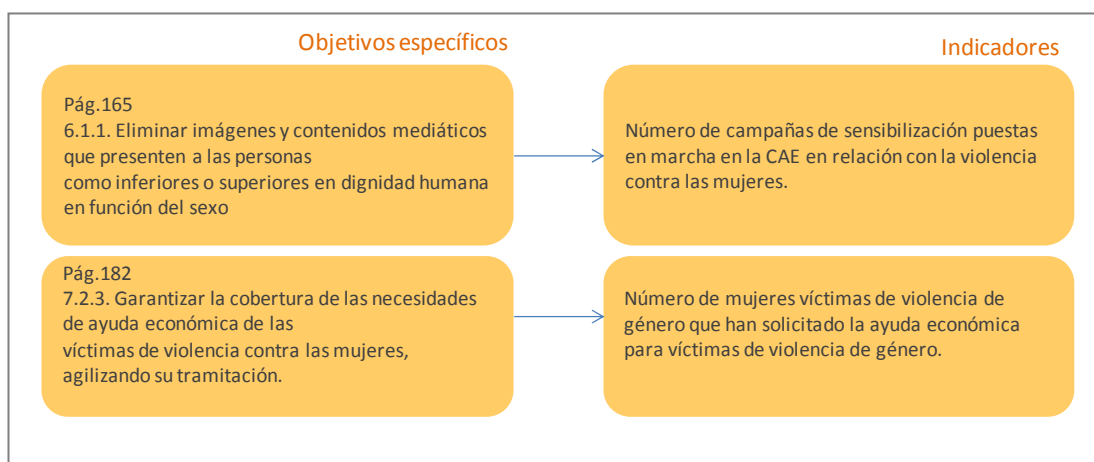 Objetivos específicos
Indicadores
Pág.165
6.1.1. Eliminar imágenes y contenidos mediáticos
que presenten a las personas
como inferiores o superiores en dignidad humana
en función del sexo
Número de campañas de sensibilización puestas
en marcha en la CAE en relación con la violencia
contra las mujeres.
Pág.182
7.2.3. Garantizar la cobertura de las necesidades
de ayuda económica de las
víctimas de violencia contra las mujeres,
agilizando su tramitación.
Número de mujeres víctimas de violencia de
género que han solicitado la ayuda económica
para víctimas de violencia de género.